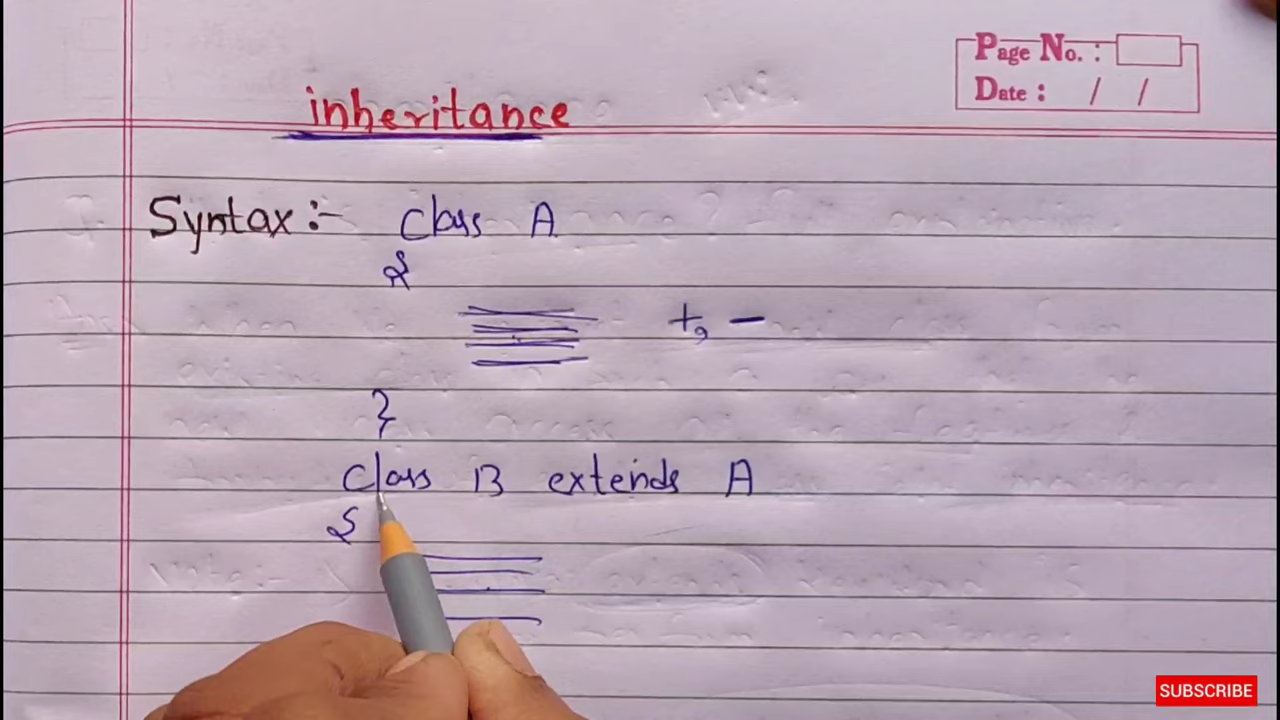 Page No. :
Date : / /
inheritance
Syntax :- Class A
{
+, -
}
Class B extends A
{
SUBSCRIBE